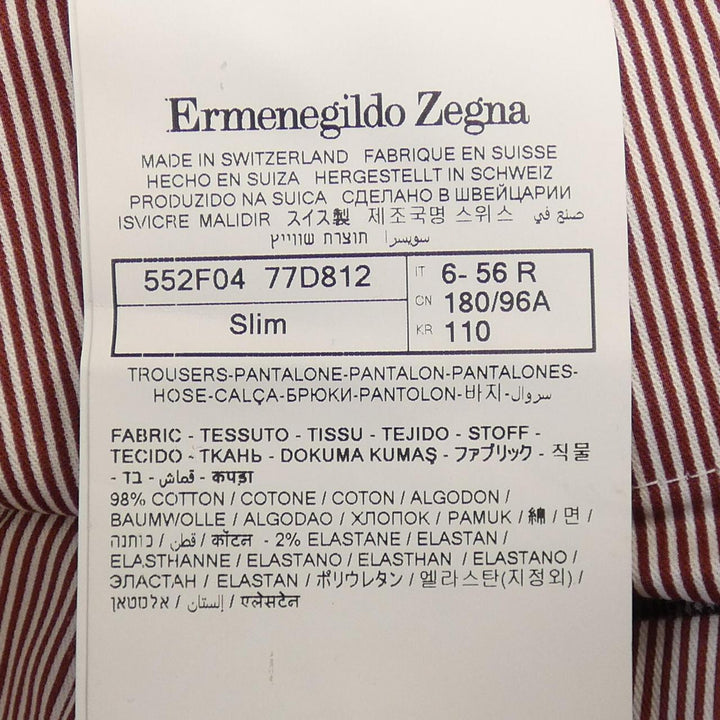 Ermenegildo Zegna
MADE IN SWITZERLAND FABRIQUE EN SUISSE
HECHO EN SUIZA HERGESTELLT IN SCHWEIZ
PRODUZIDO NA SUICA СДЕЛАНО В ШВЕЙЦАРИИ
ISVICRE MALIDIR スイス製 제조국명 스위스 صنع في
תוצרת שווייץ سويسرا
552F04 77D812
Slim
IT 6- 56 R
CN 180/96A
KR 110
TROUSERS-PANTALONE-PANTALON-PANTALONES-
HOSE-CALÇA-БРЮКИ-PANTOLON-바지-سروال
FABRIC - TESSUTO - TISSU - TEJIDO - STOFF -
TECIDO - ТКАНЬ - DOKUMA KUMAŞ - ファブリック - 직물
- בד - قماش - कपड़ा
98% COTTON / COTONE / COTON / ALGODON /
BAUMWOLLE / ALGODAO / ХЛОПОК / PAMUK / 綿 / 면 /
כותנה / قطن / कॉटन - 2% ELASTANE / ELASTAN /
ELASTHANNE / ELASTANO / ELASTHAN / ELASTANO /
ЭЛАСТАН / ELASTAN / ポリウレタン / 엘라스탄(지정외) /
אלסטאן / إلستان / एलेसटेन